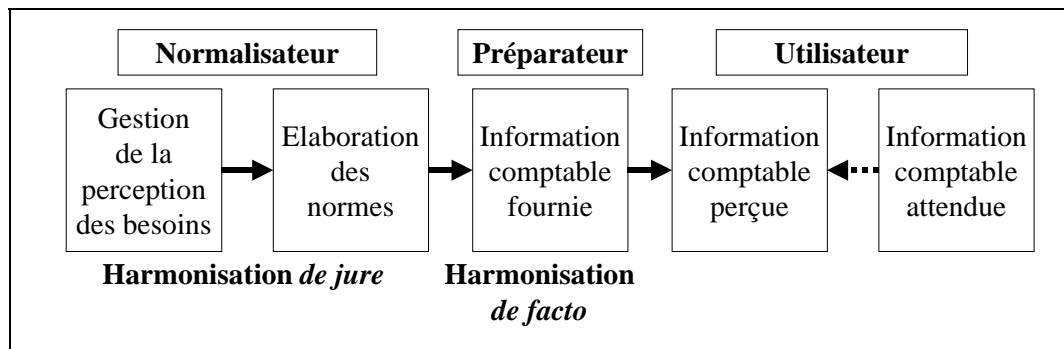 Normalisateur
Préparateur
Utilisateur
Gestion
de la
perception
des besoins
Elaboration
des
normes
Information
comptable
fournie
Information
comptable
perçue
Information
comptable
attendue
Harmonisation de jure
Harmonisation
de facto